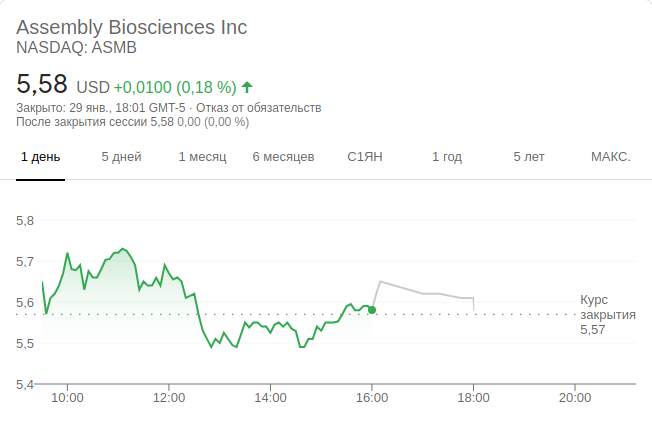 Assembly Biosciences Inc
NASDAQ: ASMB
5,58 USD +0,0100 (0,18 %)
Закрыто: 29 янв., 18:01 GMT-5 · Отказ от обязательств
После закрытия сессии 5,58 0,00 (0,00 %)
1 день 5 дней 1 месяц 6 месяцев С1ЯН 1 год 5 лет МАКС.
5,8
5,7
5,6
5,5
5,4
Курс
закрытия
5,57
10:00 12:00 14:00 16:00 18:00 20:00